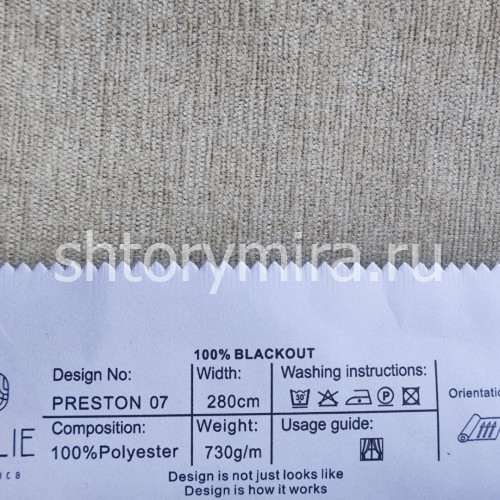 shtorymira.ru
100% BLACKOUT
Design No: Width: Washing instructions:
30
PRESTON 07 280cm
Composition: Weight: Usage guide:
100%Polyester 730g/m
Design is not just looks like
Design is how it works